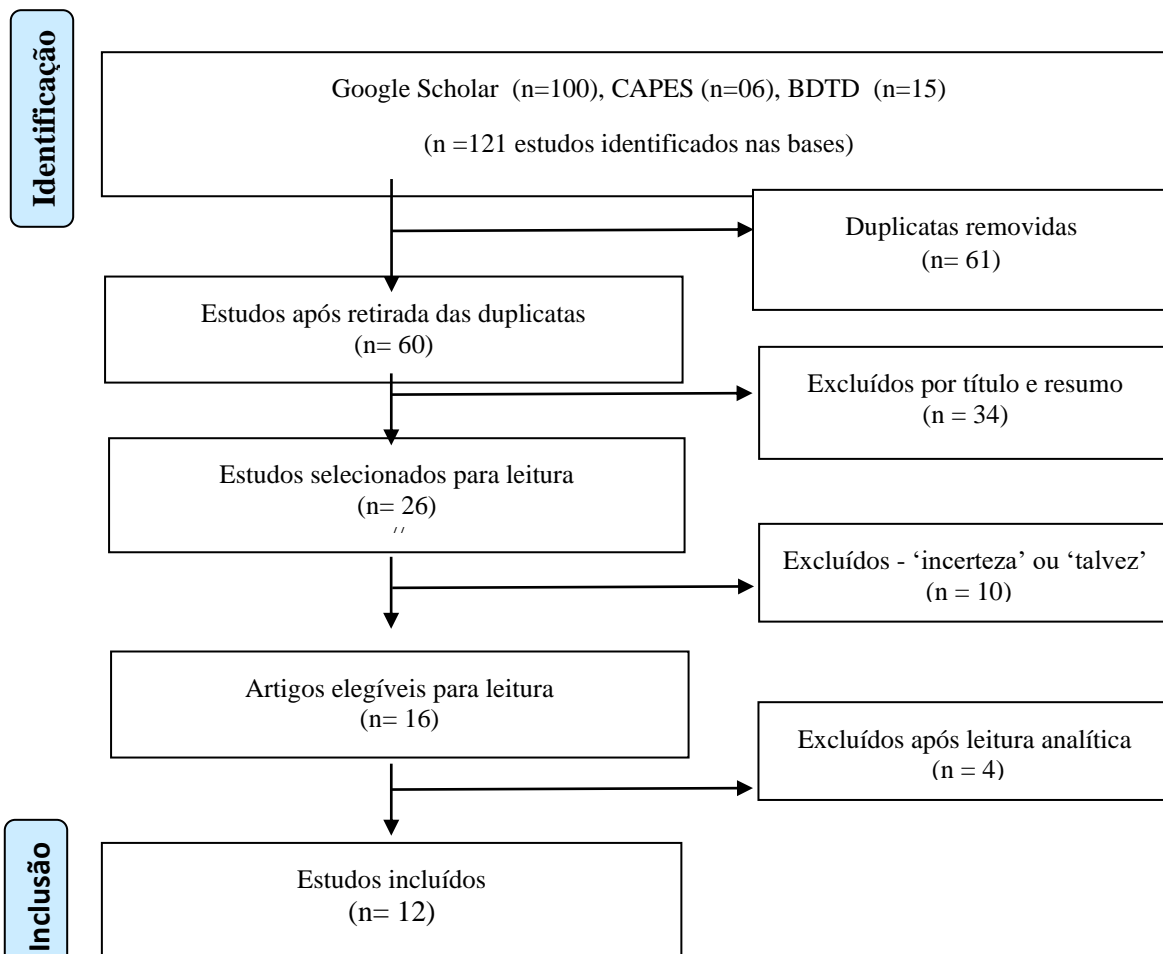 Identificação
Google Scholar (n=100), CAPES (n=06), BDTD (n=15)
(n =121 estudos identificados nas bases)
Duplicatas removidas
(n= 61)
Estudos após retirada das duplicatas
(n= 60)
Excluídos por título e resumo
(n = 34)
Estudos selecionados para leitura
(n= 26)
Excluídos - ‘incerteza’ ou ‘talvez’
(n = 10)
Artigos elegíveis para leitura
(n= 16)
Excluídos após leitura analítica
(n = 4)
Inclusão
Estudos incluídos
(n= 12)